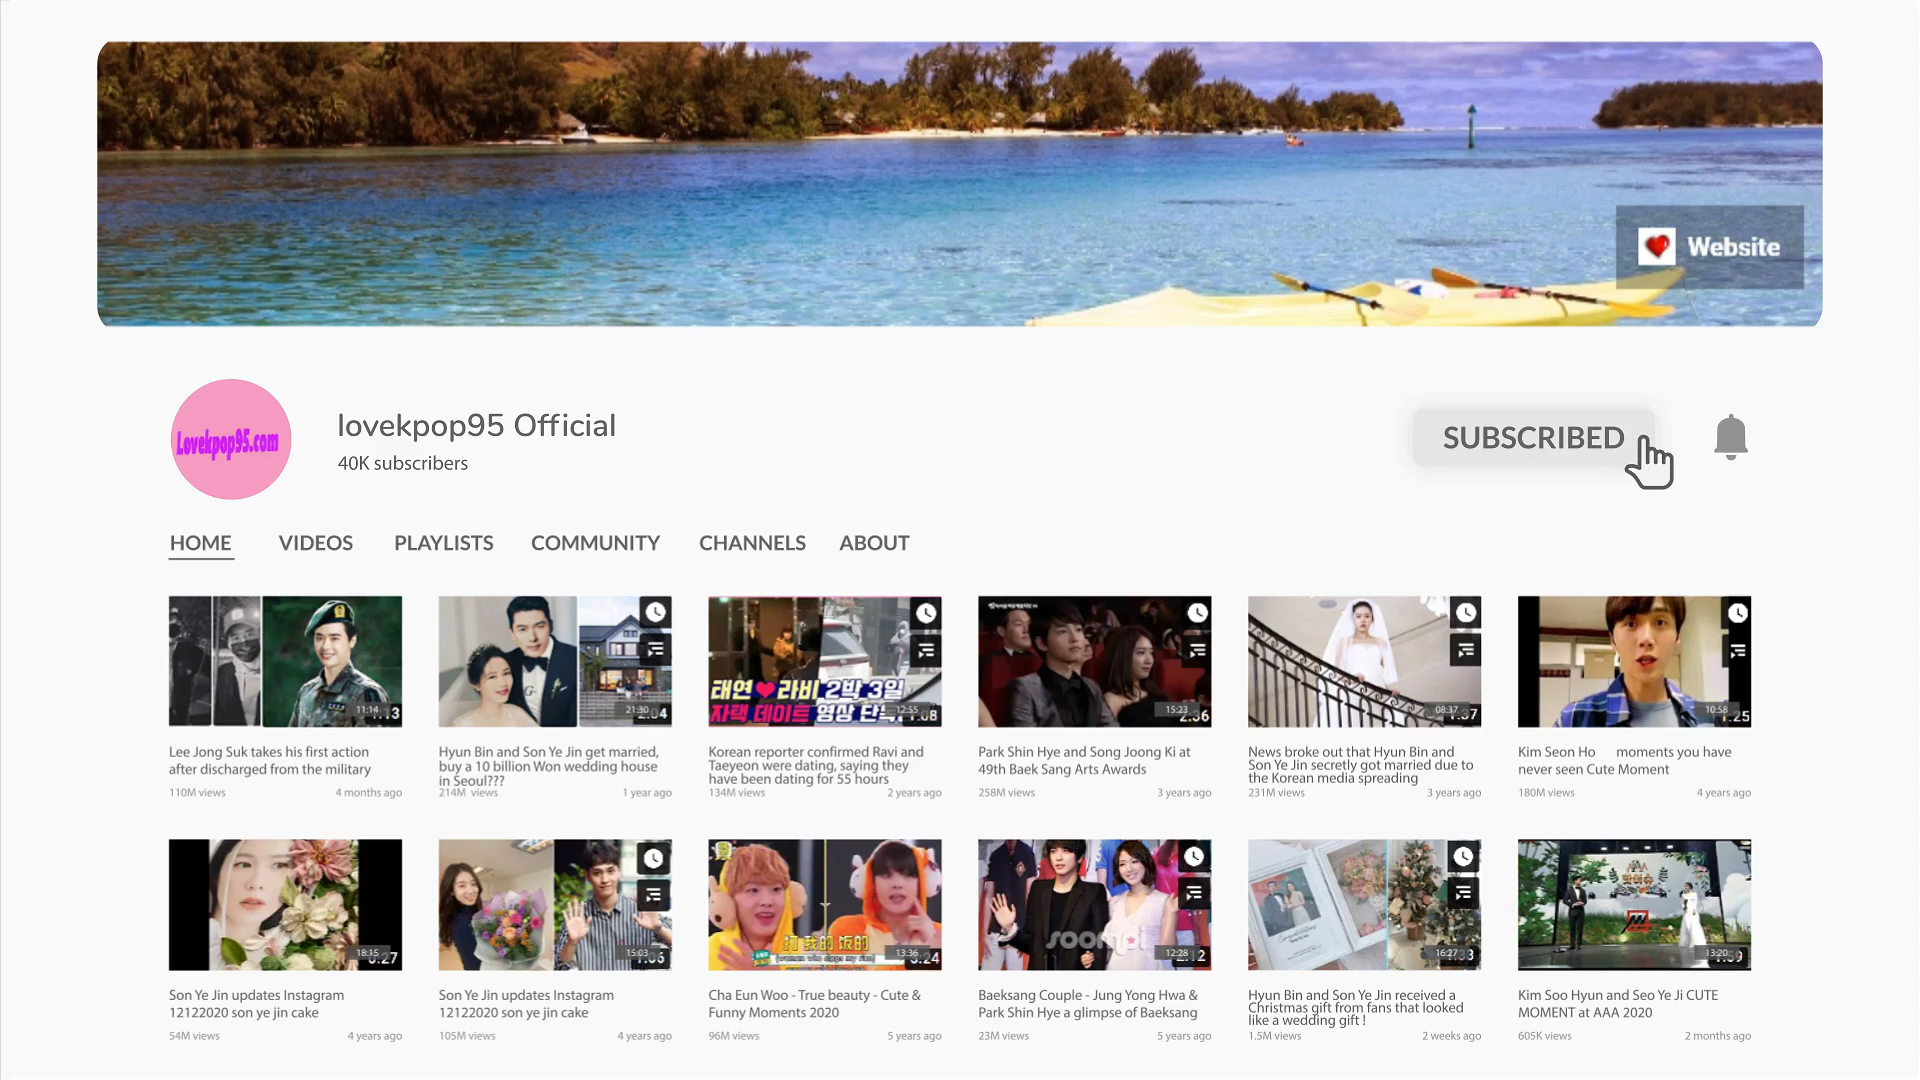 Website
Lovekpop95.com
lovekpop95 Official
40K subscribers
SUBSCRIBED
HOME
VIDEOS
PLAYLISTS
COMMUNITY
CHANNELS
ABOUT
11:14
21:30
태연 라비 2박 3일
자택 데이트 영상
12:55
15:23
08:37
10:58
Lee Jong Suk takes his first action
after discharged from the military
110M views
4 months ago
Hyun Bin and Son Ye Jin get married,
buy a 10 billion Won wedding house
in Seoul???
214M views
1 year ago
Korean reporter confirmed Ravi and
Taeyeon were dating, saying they
have been dating for 55 hours
134M views
2 years ago
Park Shin Hye and Song Joong Ki at
49th Baek Sang Arts Awards
258M views
3 years ago
News broke out that Hyun Bin and
Son Ye Jin secretly got married due to
the Korean media spreading
231M views
3 years ago
Kim Seon Ho moments you have
never seen Cute Moment
180M views
4 years ago
18:15
15:03
13:36
soompi
12:28
16:27
AAA
13:20
Son Ye Jin updates Instagram
12122020 son ye jin cake
54M views
4 years ago
Son Ye Jin updates Instagram
12122020 son ye jin cake
105M views
4 years ago
Cha Eun Woo - True beauty - Cute &
Funny Moments 2020
96M views
5 years ago
Baeksang Couple - Jung Yong Hwa &
Park Shin Hye a glimpse of Baeksang
23M views
5 years ago
Hyun Bin and Son Ye Jin received a
Christmas gift from fans that looked
like a wedding gift !
1.5M views
2 weeks ago
Kim Soo Hyun and Seo Ye Ji CUTE
MOMENT at AAA 2020
605K views
2 months ago